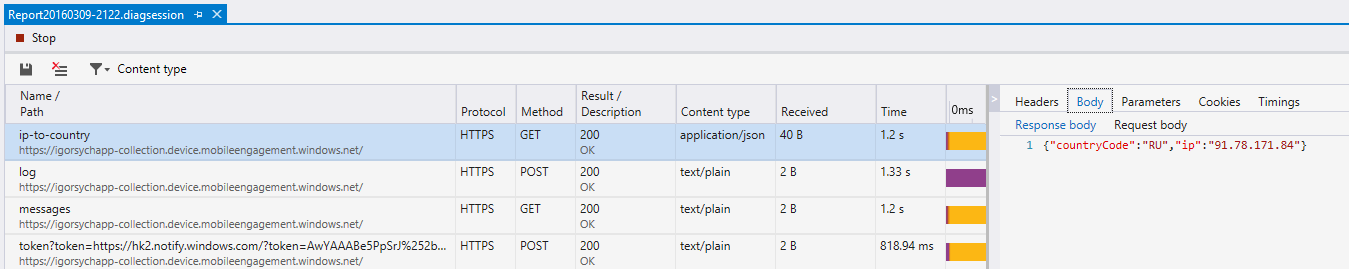 Report20160309-2122.diagsession
Stop
Content type
Name / Path Protocol Method Result / Description Content type Received Time 0ms
ip-to-country HTTPS GET 200 application/json 40 B 1.2 s
https://igorsychapp-collection.device.mobileengagement.windows.net/ OK
log HTTPS POST 200 text/plain 2 B 1.33 s
https://igorsychapp-collection.device.mobileengagement.windows.net/ OK
messages HTTPS GET 200 text/plain 2 B 1.2 s
https://igorsychapp-collection.device.mobileengagement.windows.net/ OK
token?token=https://hk2.notify.windows.com/?token=AwYAAABe5PpSrJ%252b... HTTPS POST 200 text/plain 2 B 818.94 ms
https://igorsychapp-collection.device.mobileengagement.windows.net/ OK
Headers Body Parameters Cookies Timings
Response body Request body
1 {"countryCode":"RU","ip":"91.78.171.84"}